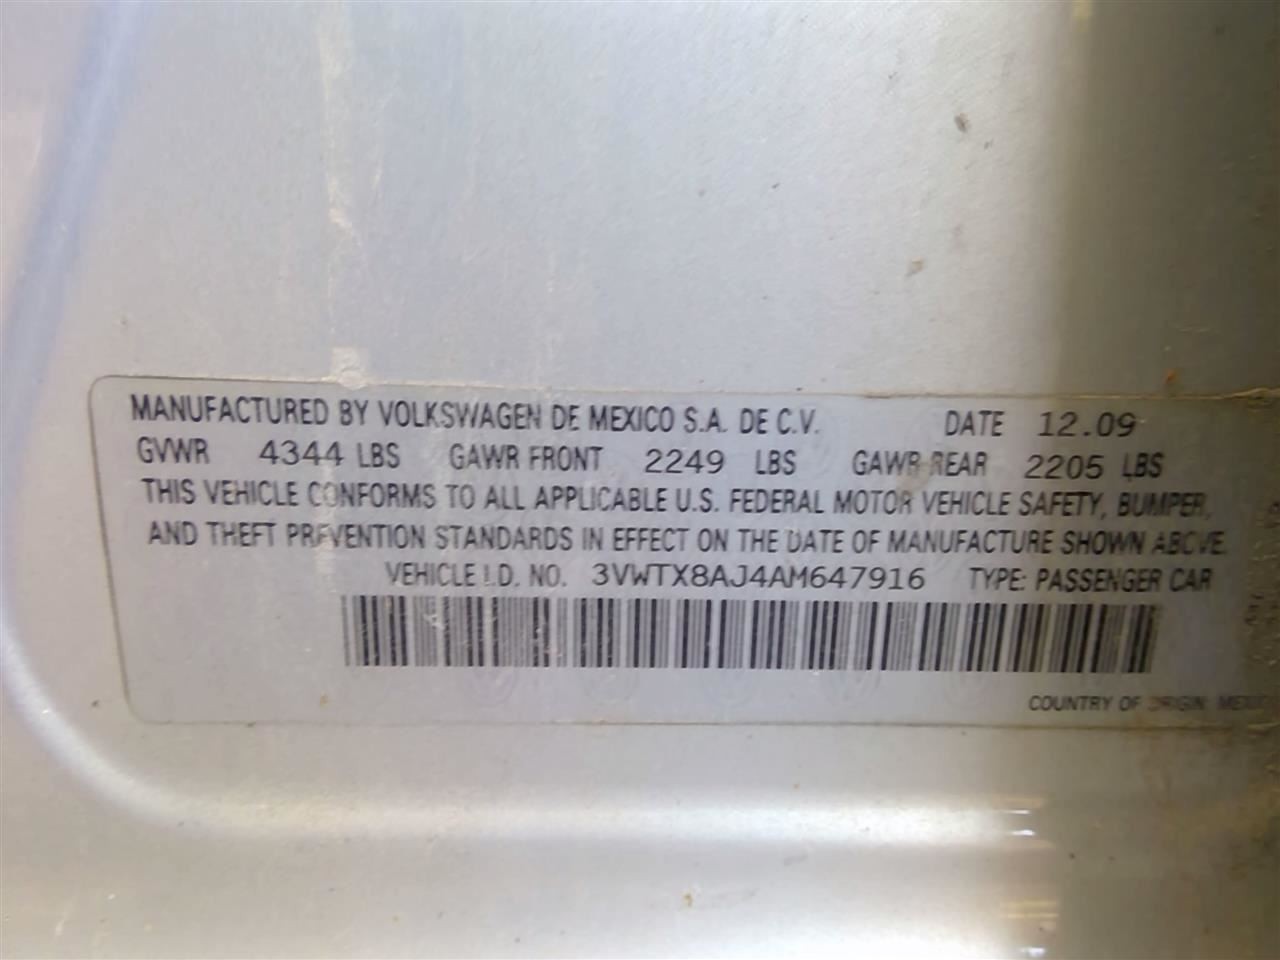 MANUFACTURED BY VOLKSWAGEN DE MEXICO S.A. DE C.V. DATE 12.09
GVWR 4344 LBS GAWR FRONT 2249 LBS GAWR REAR 2205 LBS
THIS VEHICLE CONFORMS TO ALL APPLICABLE U.S. FEDERAL MOTOR VEHICLE SAFETY, BUMPER,
AND THEFT PREVENTION STANDARDS IN EFFECT ON THE DATE OF MANUFACTURE SHOWN ABOVE.
VEHICLE I.D. NO. 3VWTX8AJ4AM647916 TYPE: PASSENGER CAR
COUNTRY OF ORIGIN: MEXICO